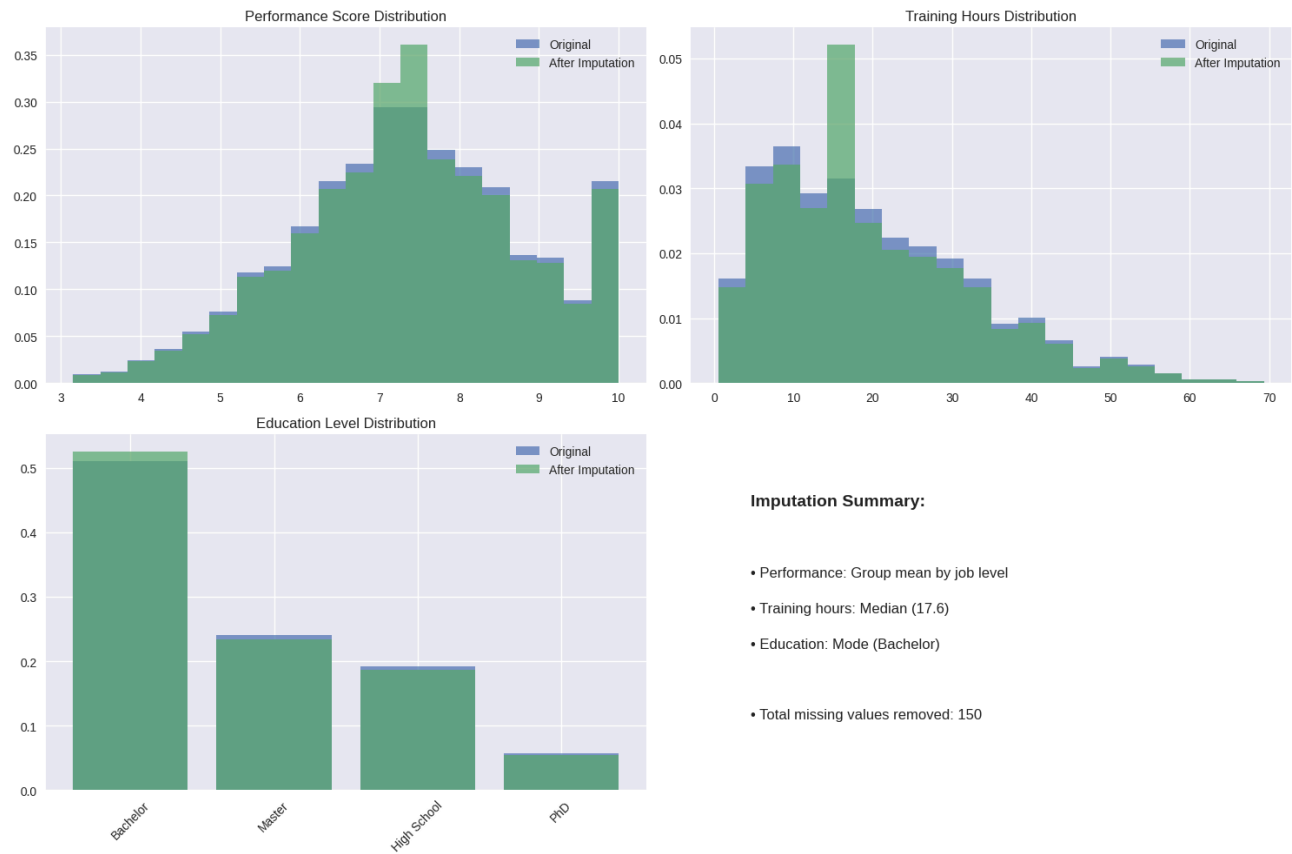 Performance Score Distribution
Original
After Imputation
0.35
0.30
0.25
0.20
0.15
0.10
0.05
0.00
3 4 5 6 7 8 9 10
Training Hours Distribution
Original
After Imputation
0.05
0.04
0.03
0.02
0.01
0.00
0 10 20 30 40 50 60 70
Education Level Distribution
Original
After Imputation
0.5
0.4
0.3
0.2
0.1
0.0
Bachelor Master High School PhD
Imputation Summary:
• Performance: Group mean by job level
• Training hours: Median (17.6)
• Education: Mode (Bachelor)
• Total missing values removed: 150